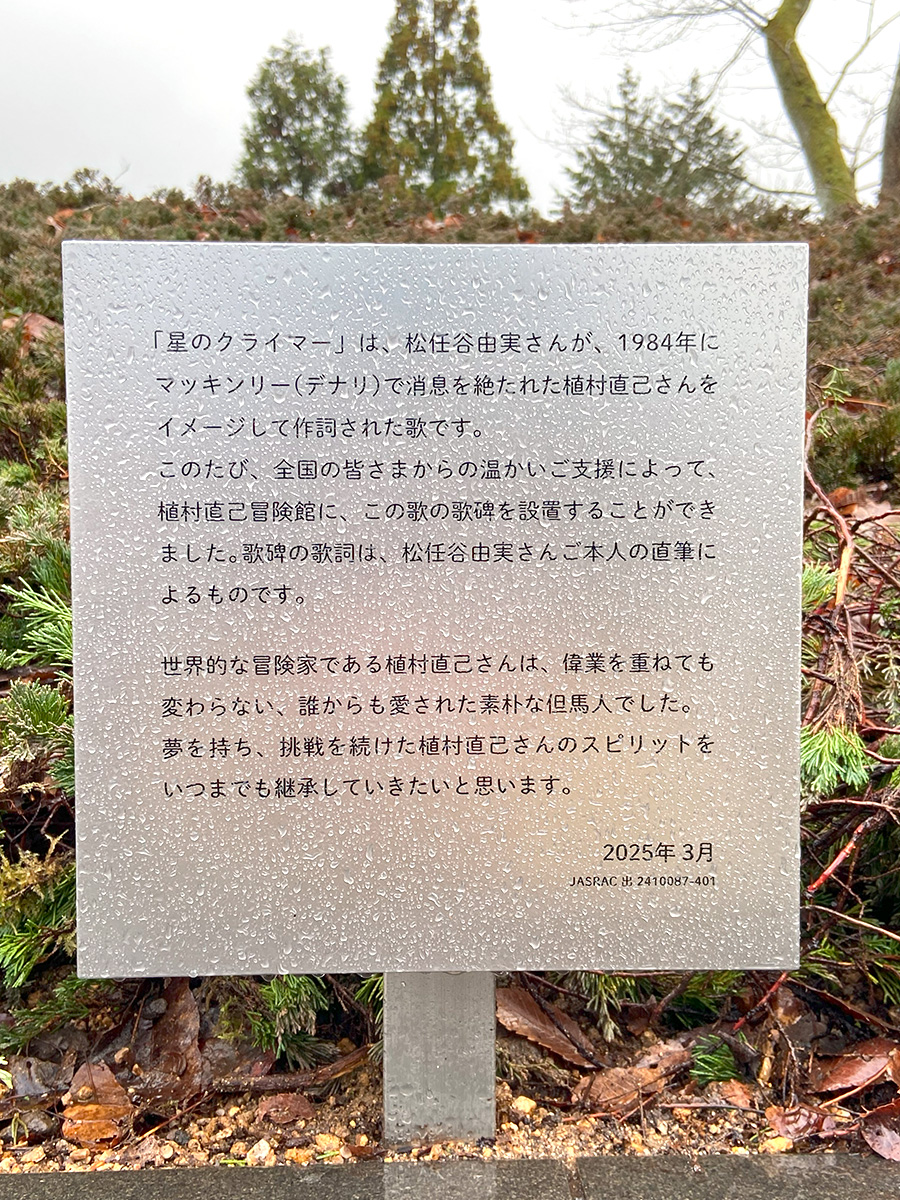 「星のクライマー」は、松任谷由実さんが、1984年に
マッキンリー(デナリ)で消息を絶たれた植村直己さんを
イメージして作詞された歌です。
このたび、全国の皆さまからの温かいご支援によって、
植村直己冒険館に、この歌の歌碑を設置することができ
ました。歌碑の歌詞は、松任谷由実さんご本人の直筆に
よるものです。
世界的な冒険家である植村直己さんは、偉業を重ねても
変わらない、誰からも愛された素朴な但馬人でした。
夢を持ち、挑戦を続けた植村直己さんのスピリットを
いつまでも継承していきたいと思います。
2025年 3月
JASRAC 出 2410087-401